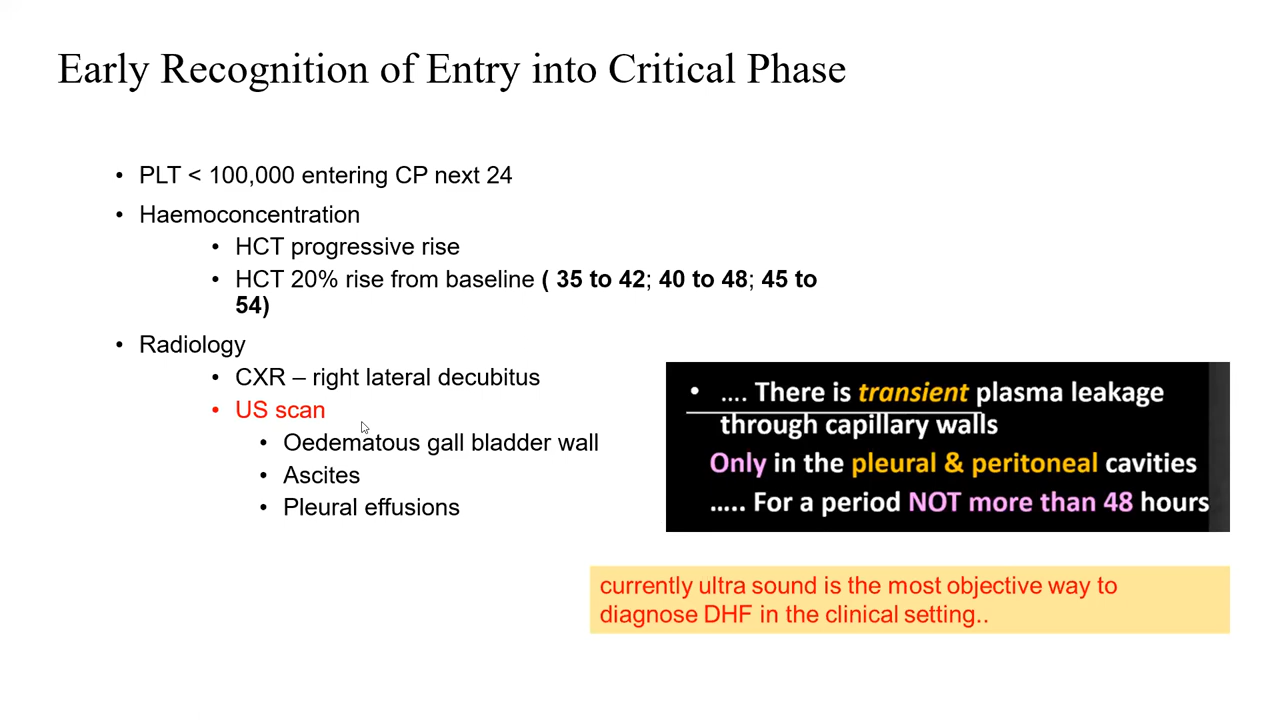 Early Recognition of Entry into Critical Phase
• PLT < 100,000 entering CP next 24
• Haemoconcentration
• HCT progressive rise
• HCT 20% rise from baseline ( 35 to 42; 40 to 48; 45 to
54)
• Radiology
• CXR – right lateral decubitus
• US scan
• Oedematous gall bladder wall
• Ascites
• Pleural effusions
• .... There is transient plasma leakage
through capillary walls
Only in the pleural & peritoneal cavities
..... For a period NOT more than 48 hours
currently ultra sound is the most objective way to
diagnose DHF in the clinical setting..